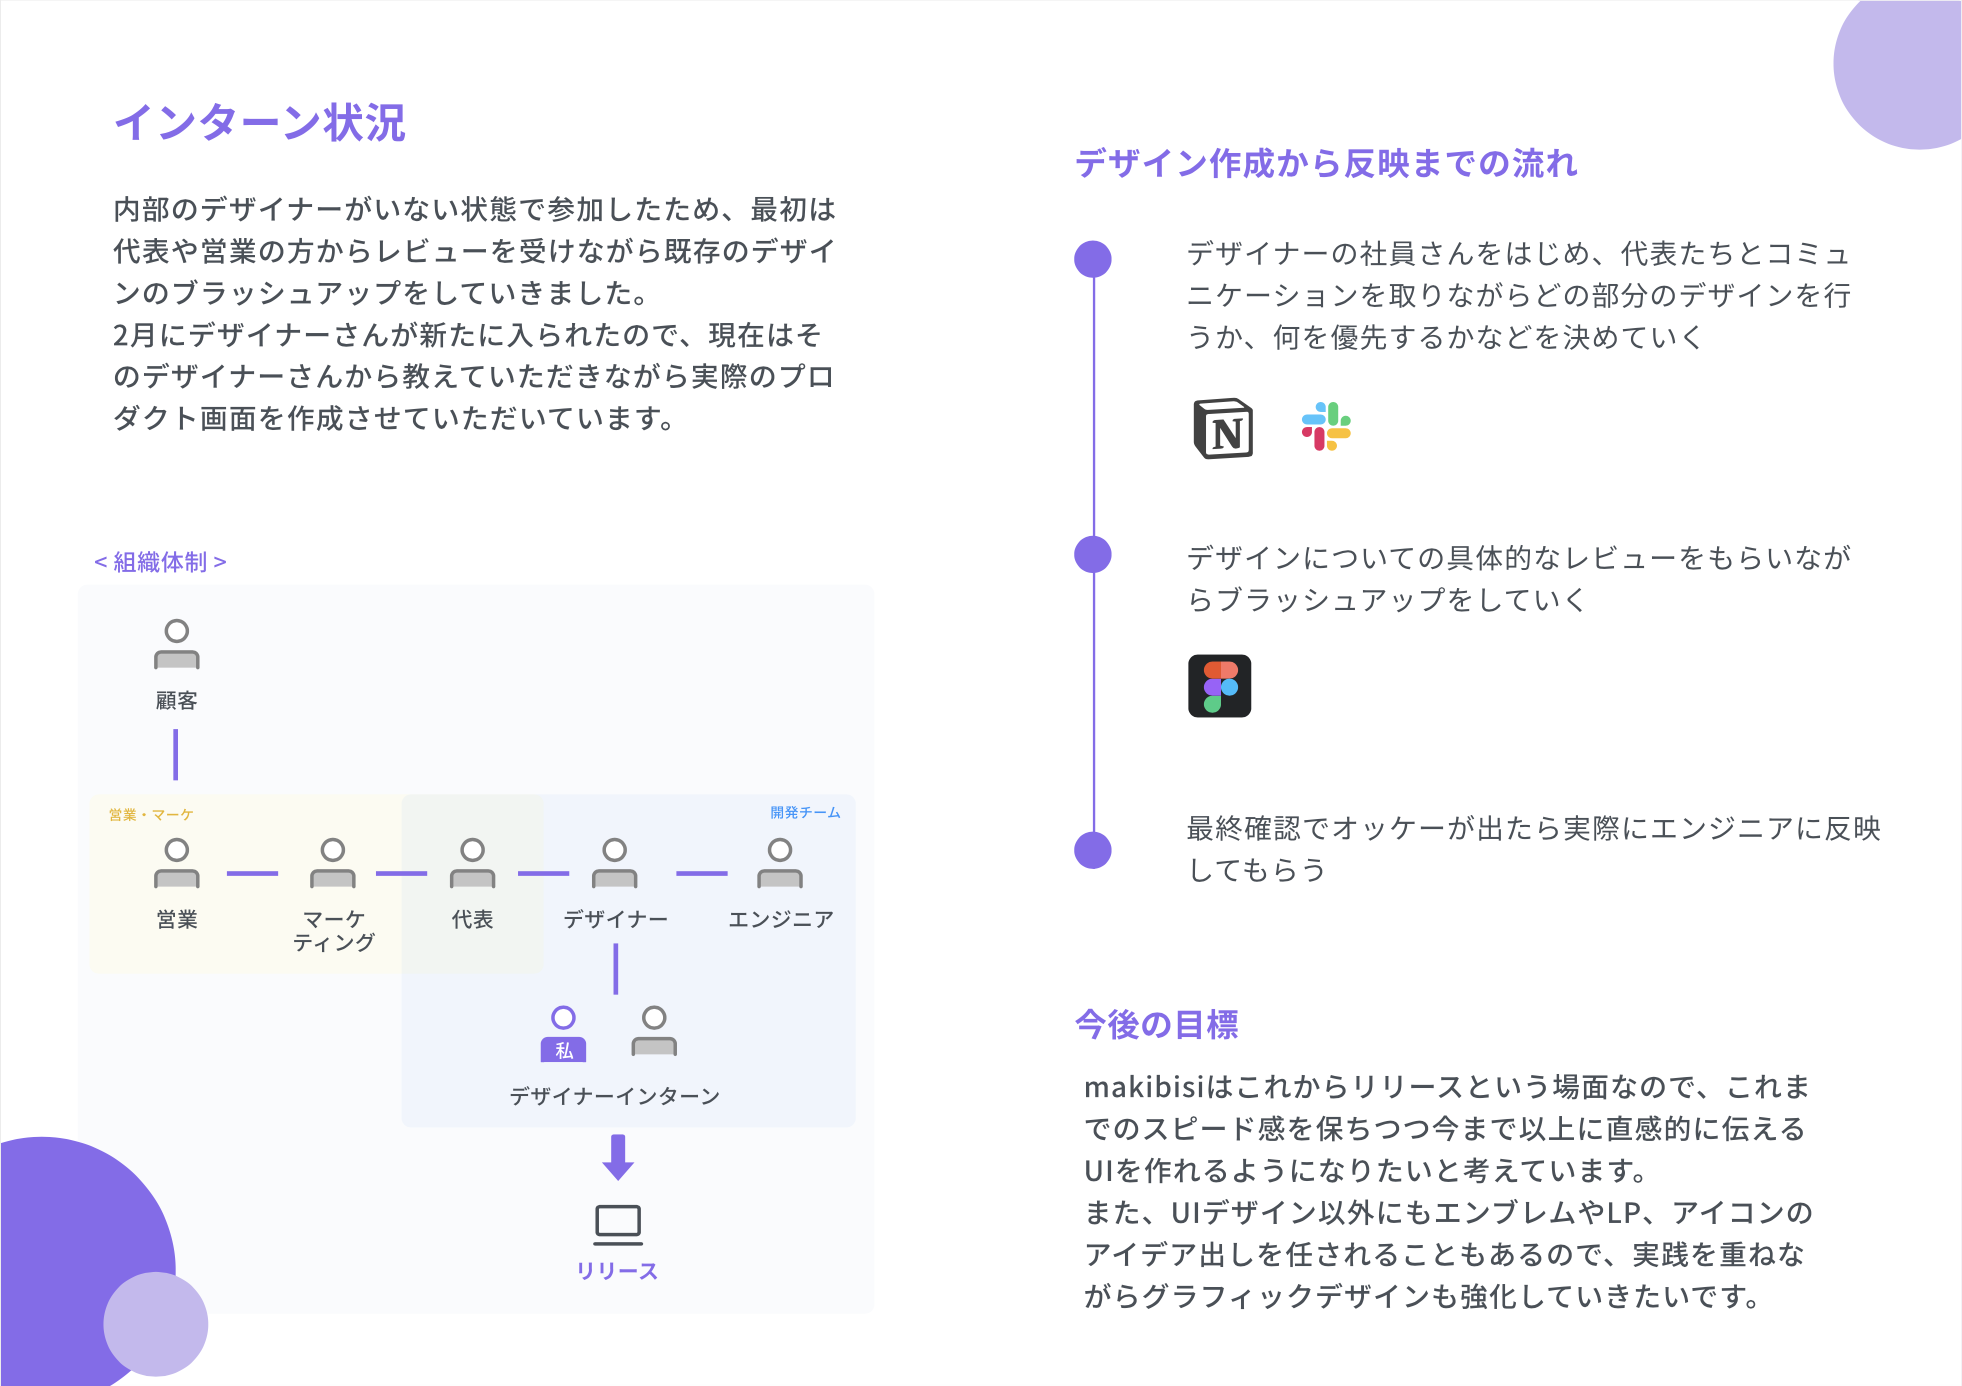 インターン状況
内部のデザイナーがいない状態で参加したため、最初は
代表や営業の方からレビューを受けながら既存のデザイ
ンのブラッシュアップをしていきました。
2月にデザイナーさんが新たに入られたので、現在はそ
のデザイナーさんから教えていただきながら実際のプロ
ダクト画面を作成させていただいています。
< 組織体制 >
顧客
営業・マーケ
開発チーム
営業
マーケ
ティング
代表
デザイナー
エンジニア
私
デザイナーインターン
リリース
デザイン作成から反映までの流れ
デザイナーの社員さんをはじめ、代表たちとコミュ
ニケーションを取りながらどの部分のデザインを行
うか、何を優先するかなどを決めていく
N
デザインについての具体的なレビューをもらいなが
らブラッシュアップをしていく
最終確認でオッケーが出たら実際にエンジニアに反映
してもらう
今後の目標
makibisiはこれからリリースという場面なので、これま
でのスピード感を保ちつつ今まで以上に直感的に伝える
UIを作れるようになりたいと考えています。
また、UIデザイン以外にもエンブレムやLP、アイコンの
アイデア出しを任されることもあるので、実践を重ねな
がらグラフィックデザインも強化していきたいです。